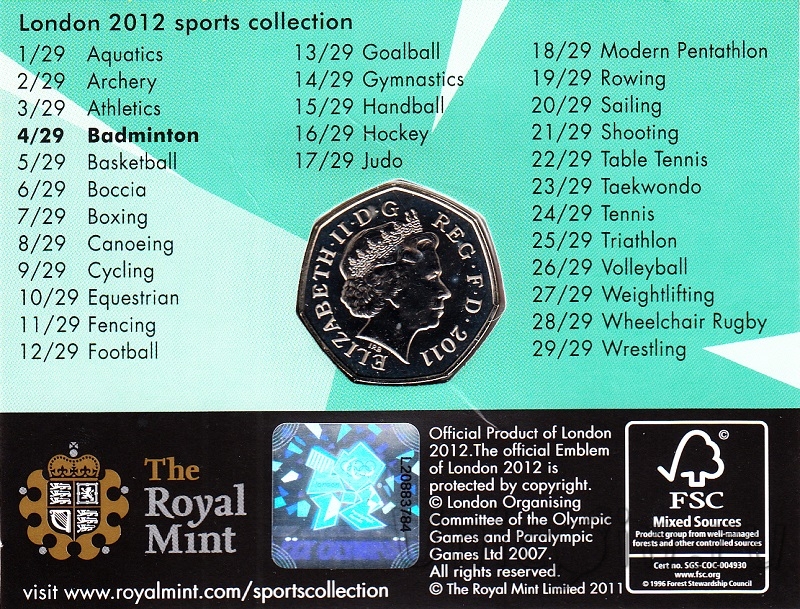 London 2012 sports collection
1/29 Aquatics
2/29 Archery
3/29 Athletics
4/29 Badminton
5/29 Basketball
6/29 Boccia
7/29 Boxing
8/29 Canoeing
9/29 Cycling
10/29 Equestrian
11/29 Fencing
12/29 Football
13/29 Goalball
14/29 Gymnastics
15/29 Handball
16/29 Hockey
17/29 Judo
18/29 Modern Pentathlon
19/29 Rowing
20/29 Sailing
21/29 Shooting
22/29 Table Tennis
23/29 Taekwondo
24/29 Tennis
25/29 Triathlon
26/29 Volleyball
27/29 Weightlifting
28/29 Wheelchair Rugby
29/29 Wrestling
ELIZABETH·II·D·G REG·F·D·2011
IRB
The
Royal
Mint
visit www.royalmint.com/sportscollection
L20883784
Official Product of London
2012.The official Emblem
of London 2012 is
protected by copyright.
© London Organising
Committee of the Olympic
Games and Paralympic
Games Ltd 2007.
All rights reserved.
© The Royal Mint Limited 2011
©
FSC
Mixed Sources
Product group from well-managed
forests and other controlled sources
Cert no. SGS-COC-004930
www.fsc.org
© 1996 Forest Stewardship Council